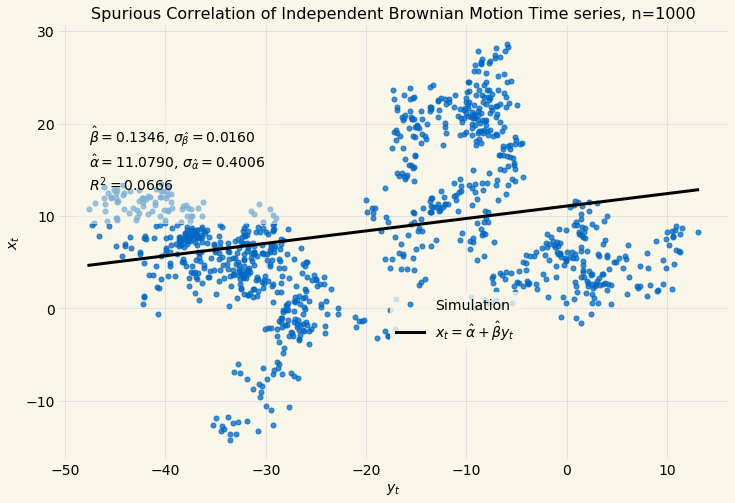 Spurious Correlation of Independent Brownian Motion Time series, n=1000
30
20
10
0
−10
x_t
β̂ = 0.1346, σ_β̂ = 0.0160
α̂ = 11.0790, σ_α̂ = 0.4006
R² = 0.0666
Simulation
x_t = α̂ + β̂y_t
−50 −40 −30 −20 −10 0 10
y_t